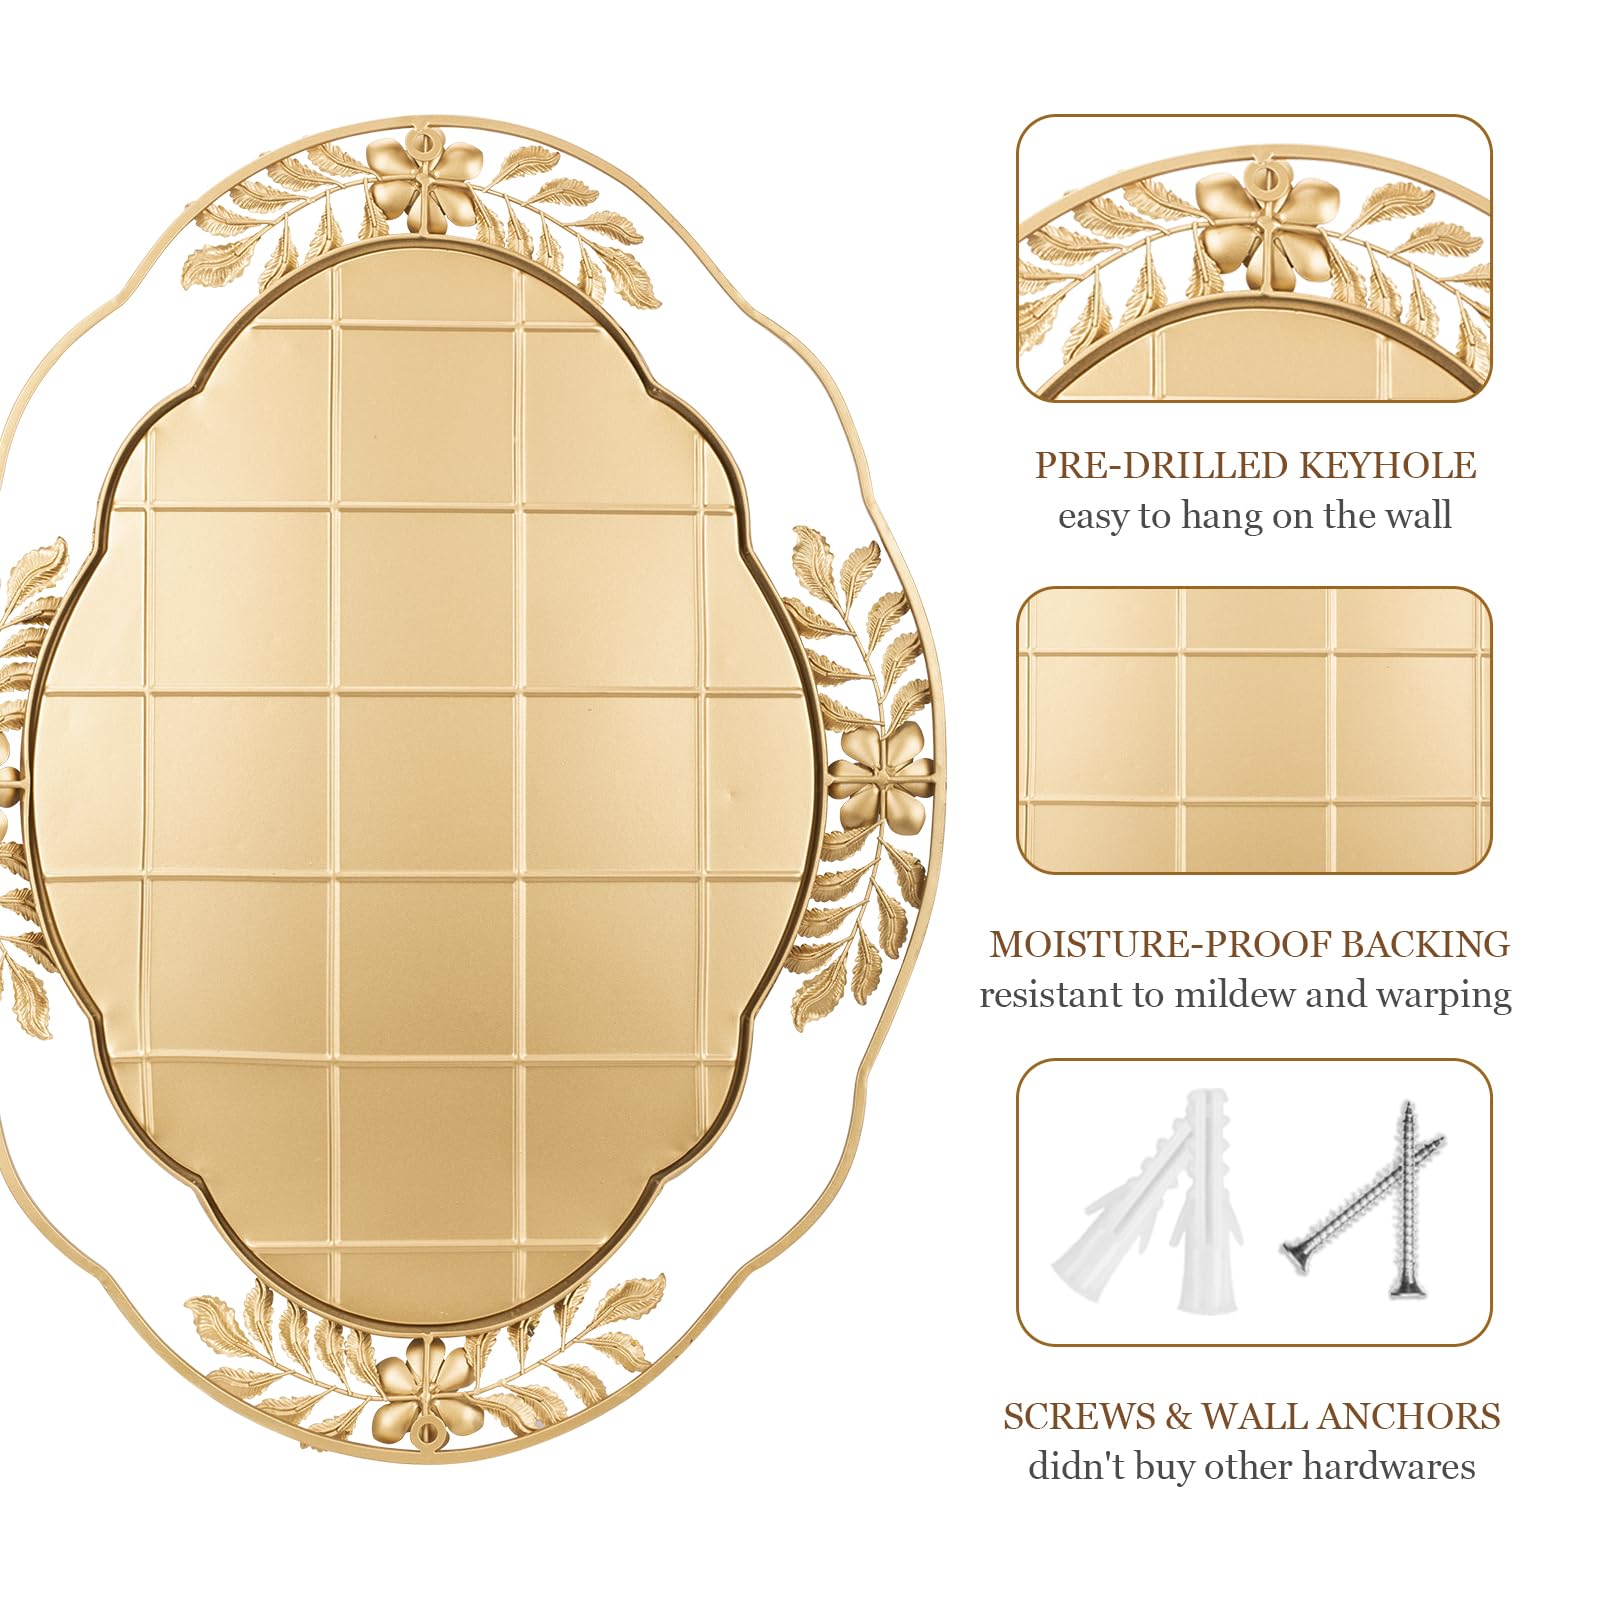 PRE-DRILLED KEYHOLE
easy to hang on the wall
MOISTURE-PROOF BACKING
resistant to mildew and warping
SCREWS & WALL ANCHORS
didn't buy other hardwares